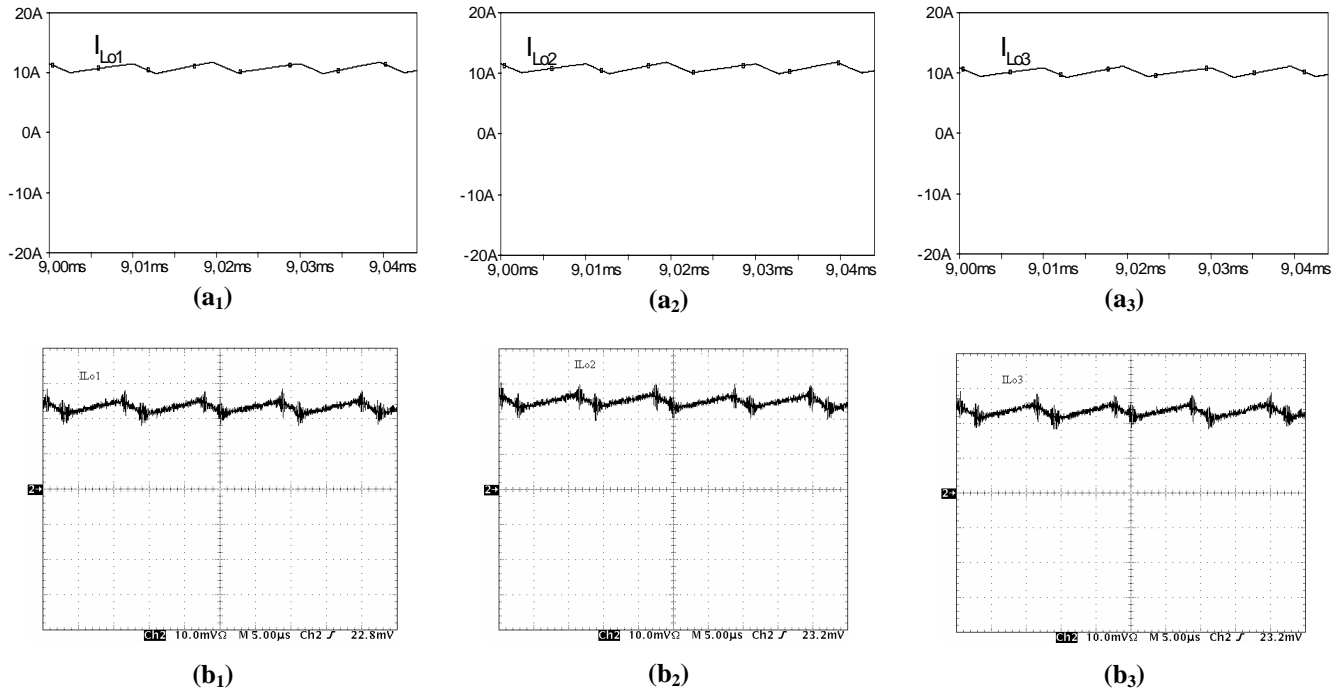 20A
I_Lo1
10A
0A
-10A
-20A
9,00ms 9,01ms 9,02ms 9,03ms 9,04ms
(a1)
20A
I_Lo2
10A
0A
-10A
-20A
9,00ms 9,01ms 9,02ms 9,03ms 9,04ms
(a2)
20A
I_Lo3
10A
0A
-10A
-20A
9,00ms 9,01ms 9,02ms 9,03ms 9,04ms
(a3)
ILo1
2→
Ch2 10.0mVΩ M 5.00µs Ch2 ƒ 22.8mV
(b1)
ILo2
2→
Ch2 10.0mVΩ M 5.00µs Ch2 ƒ 23.2mV
(b2)
ILo3
2→
Ch2 10.0mVΩ M 5.00µs Ch2 ƒ 23.2mV
(b3)